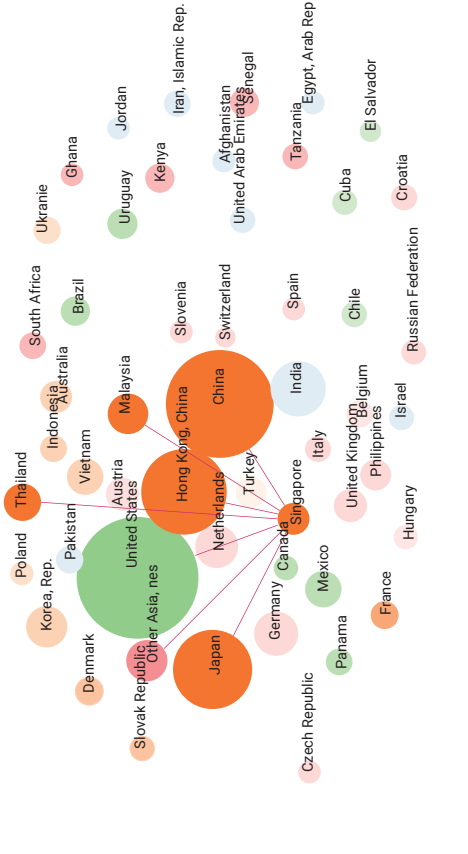 Thailand
Poland
Korea, Rep.
Pakistan
Vietnam
Indonesia
Australia
South Africa
Brazil
Ukranie
Ghana
Jordan
Uruguay
Kenya
Iran, Islamic Rep.
Afghanistan
United Arab Emirates
Senegal
Egypt, Arab Rep
Tanzania
El Salvador
Cuba
Croatia
Slovenia
Switzerland
Spain
Chile
Russian Federation
Malaysia
China
India
Hong Kong, China
Austria
United States
Netherlands
Turkey
Singapore
Italy
Belgium
United Kingdom
Philippines
Israel
Hungary
Canada
Mexico
France
Germany
Panama
Japan
Other Asia, nes
Slovak Republic
Denmark
Czech Republic